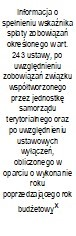 Informacja o
spełnieniu wskaźnika
spłaty zobowiązań
określonego w art.
243 ustawy, po
uwzględnieniu
zobowiązań związku
współtworzonego
przez jednostkę
samorządu
terytorialnego oraz
po uwzględnieniu
ustawowych
wyłączeń,
obliczonego w
oparciu o wykonanie
roku
poprzedzającego rok
budżetowy^x